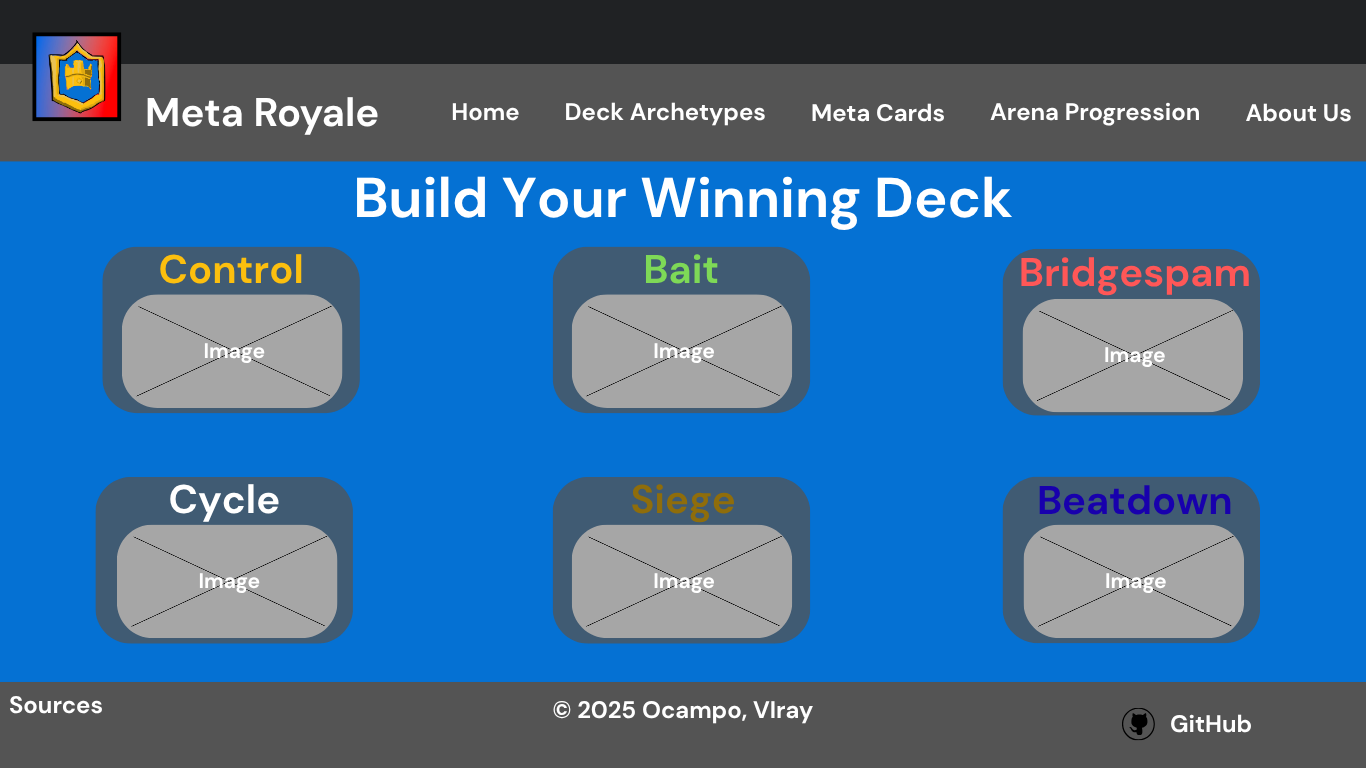 Meta Royale
Home
Deck Archetypes
Meta Cards
Arena Progression
About Us
Build Your Winning Deck
Control
Bait
Bridgespam
Image
Image
Image
Cycle
Siege
Beatdown
Image
Image
Image
Sources
© 2025 Ocampo, VIray
GitHub